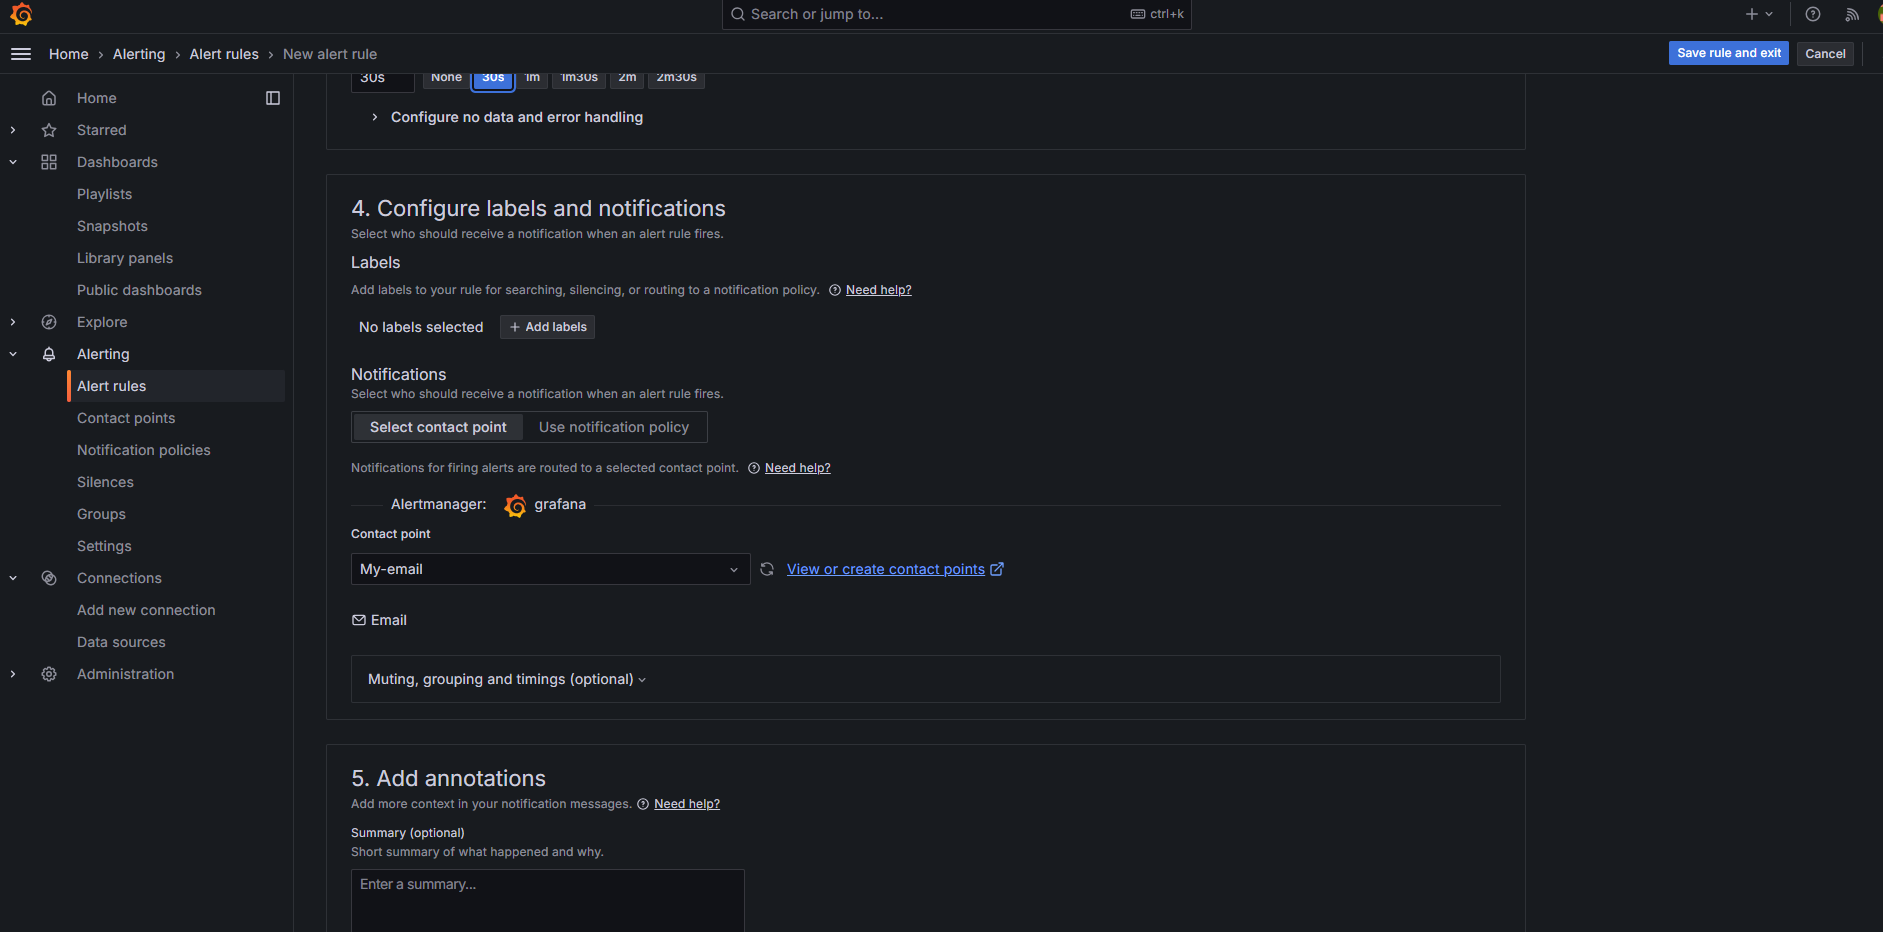 Search or jump to...
ctrl+k
Home › Alerting › Alert rules › New alert rule
Save rule and exit
Cancel
Home
Starred
Dashboards
Playlists
Snapshots
Library panels
Public dashboards
Explore
Alerting
Alert rules
Contact points
Notification policies
Silences
Groups
Settings
Connections
Add new connection
Data sources
Administration
30s
None 30s 1m 1m30s 2m 2m30s
Configure no data and error handling
4. Configure labels and notifications
Select who should receive a notification when an alert rule fires.
Labels
Add labels to your rule for searching, silencing, or routing to a notification policy. Need help?
No labels selected + Add labels
Notifications
Select who should receive a notification when an alert rule fires.
Select contact point Use notification policy
Notifications for firing alerts are routed to a selected contact point. Need help?
Alertmanager: grafana
Contact point
My-email View or create contact points
Email
Muting, grouping and timings (optional)
5. Add annotations
Add more context in your notification messages. Need help?
Summary (optional)
Short summary of what happened and why.
Enter a summary...